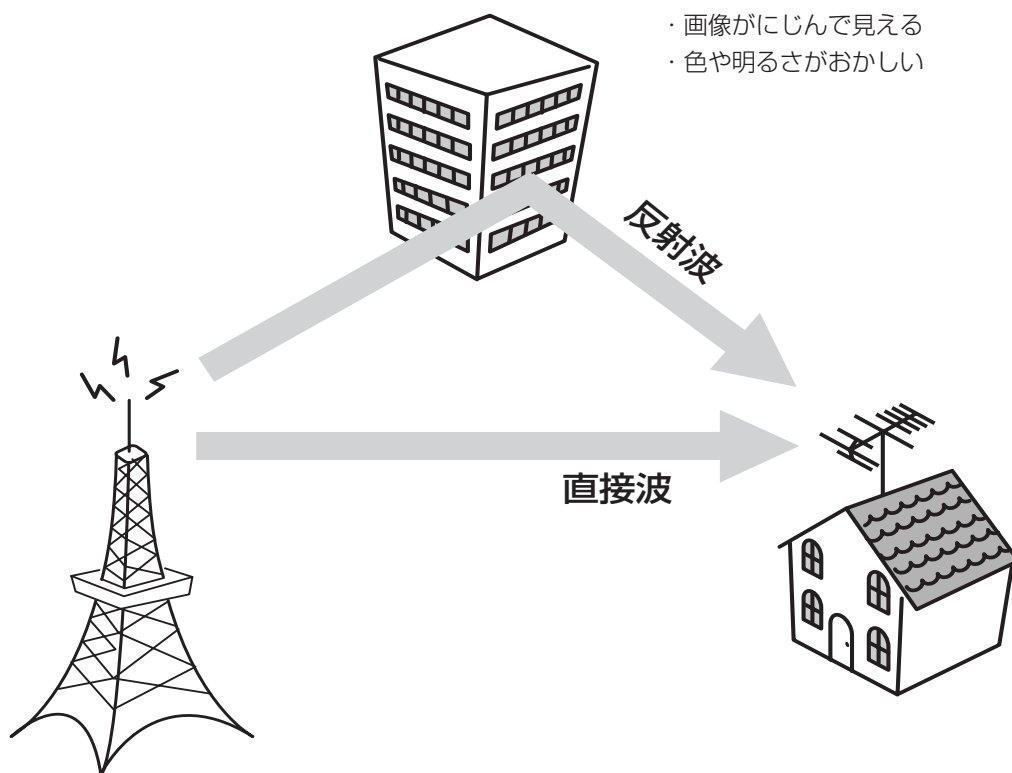 ・画像がにじんで見える
・色や明るさがおかしい
反射波
直接波